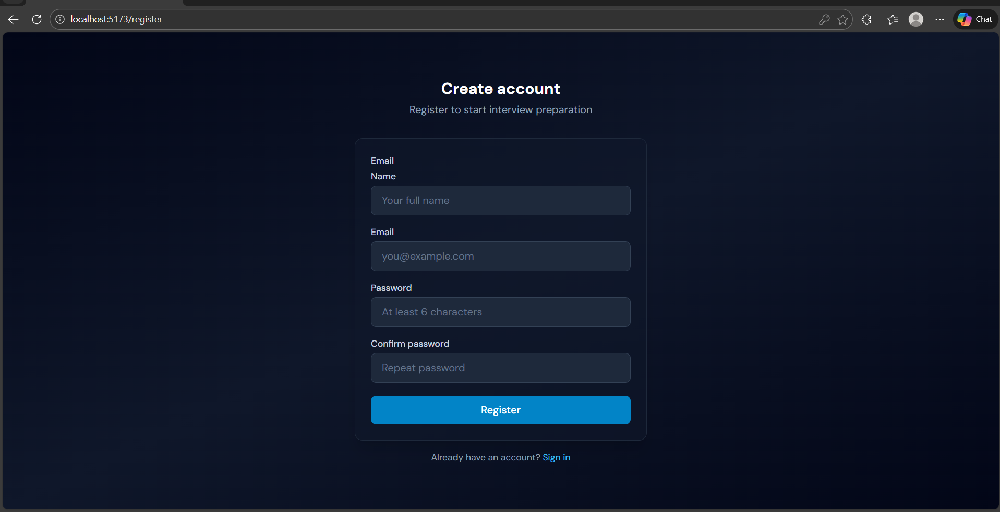 localhost:5173/register
Chat
Create account
Register to start interview preparation
Email
Name
Your full name
Email
you@example.com
Password
At least 6 characters
Confirm password
Repeat password
Register
Already have an account? Sign in